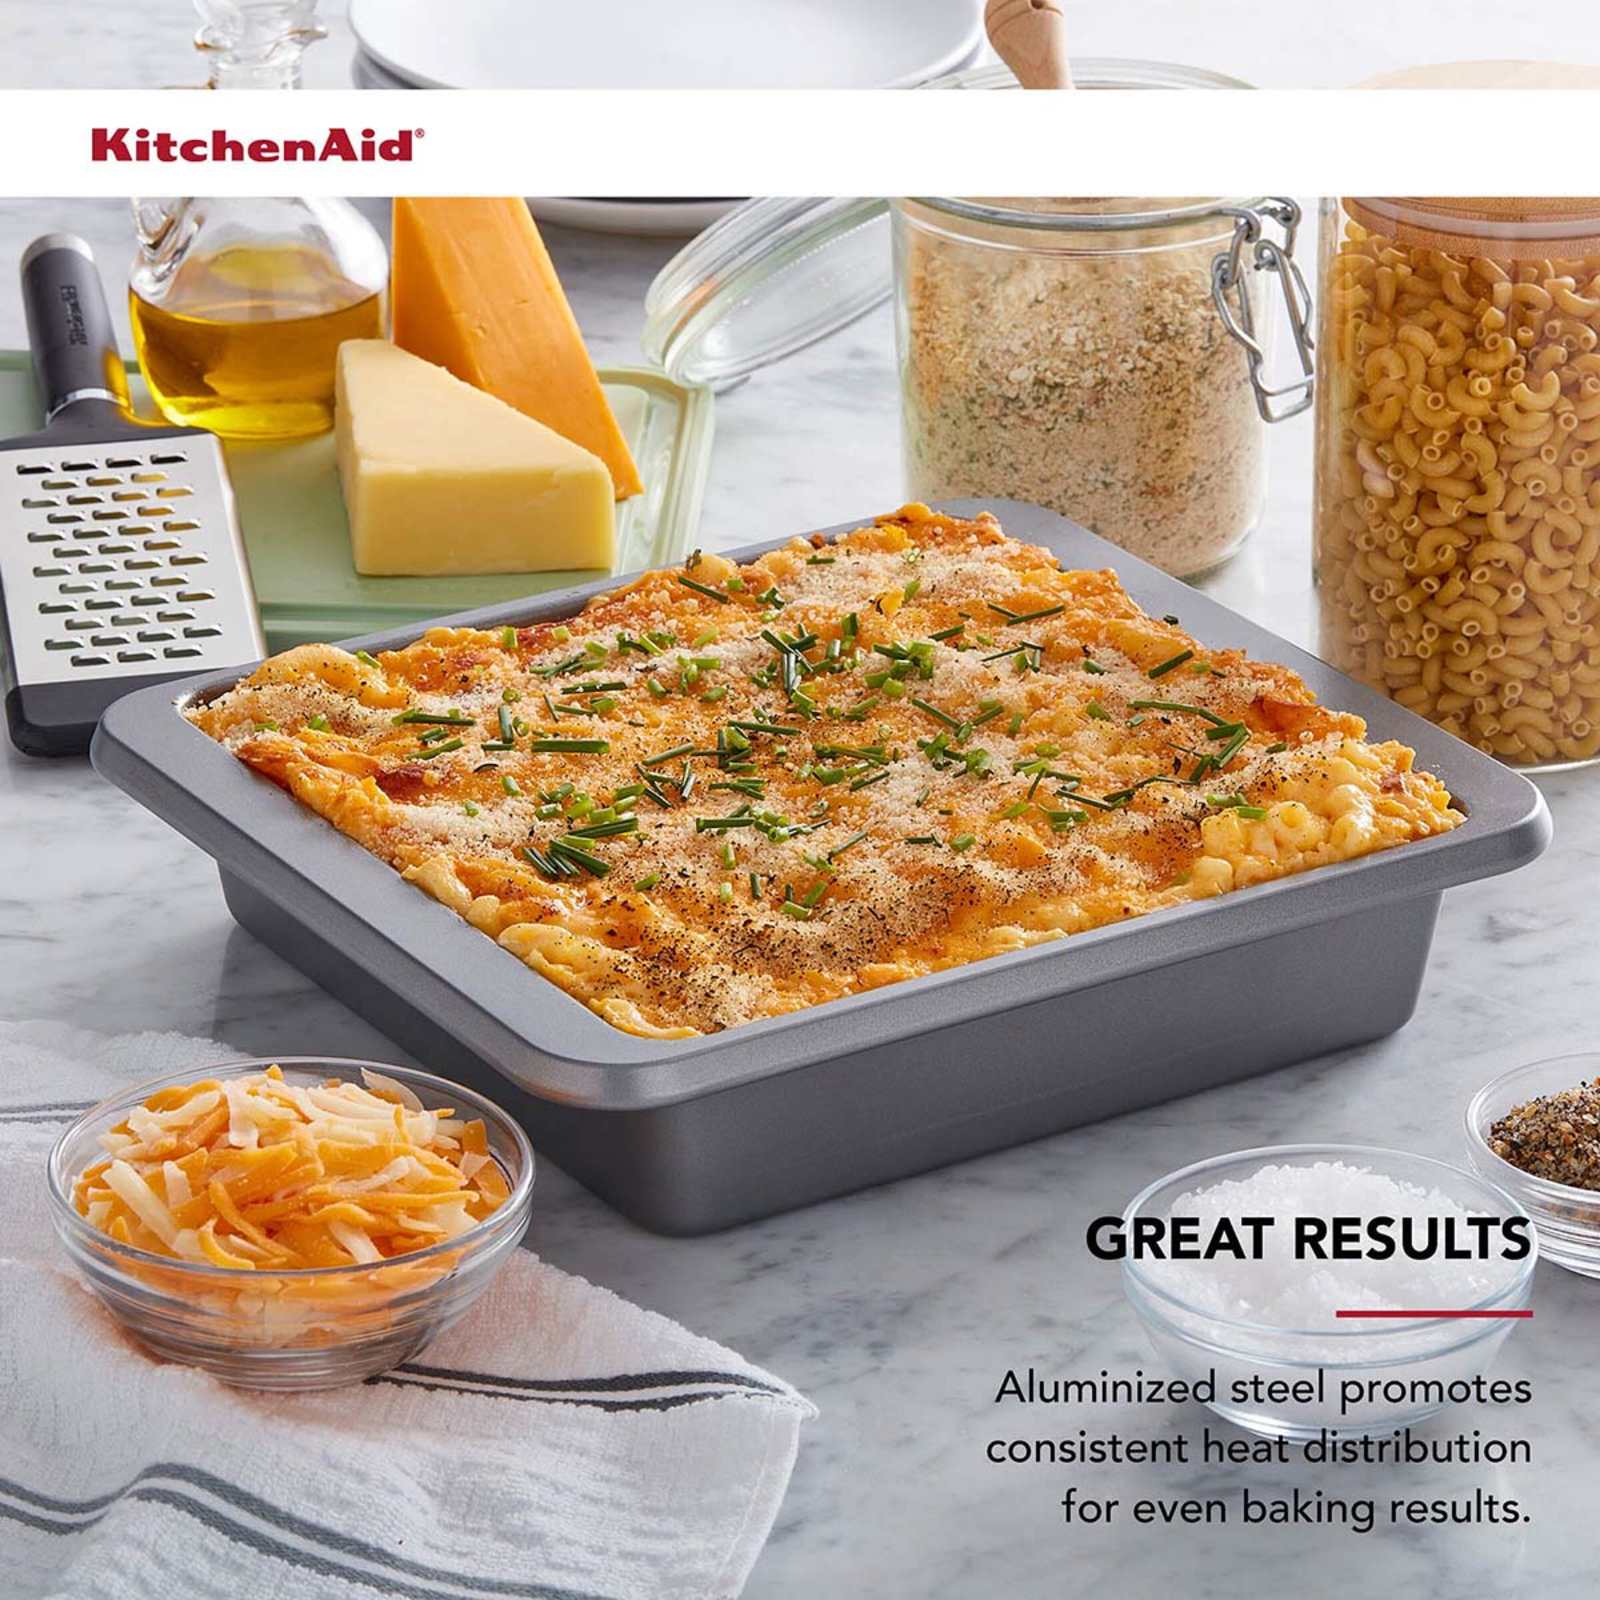 KitchenAid®
GREAT RESULTS
Aluminized steel promotes
consistent heat distribution
for even baking results.